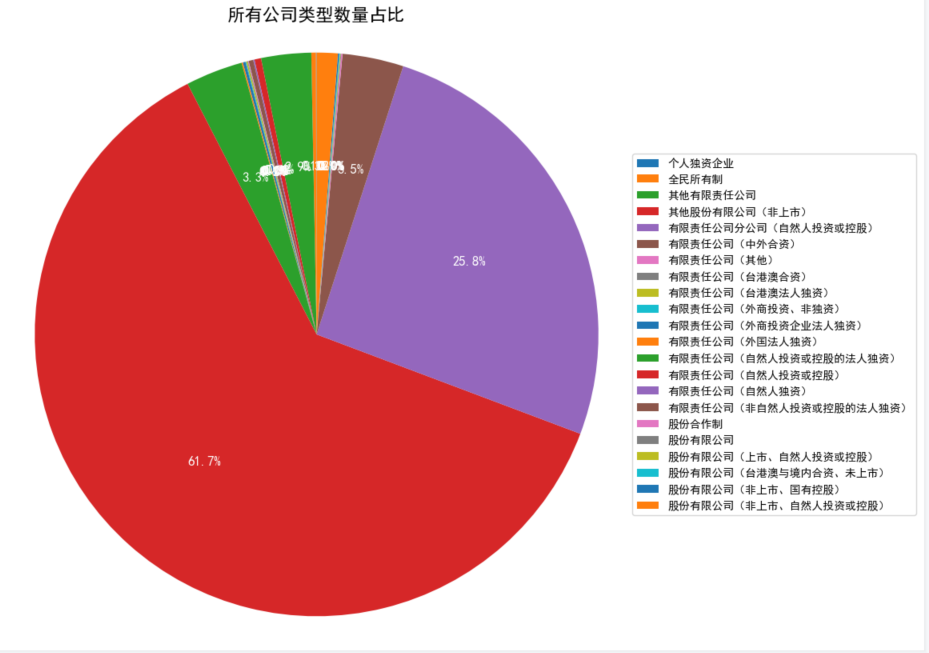 所有公司类型数量占比
3.3%
25.8%
61.7%
个人独资企业
全民所有制
其他有限责任公司
其他股份有限公司（非上市）
有限责任公司分公司（自然人投资或控股）
有限责任公司（中外合资）
有限责任公司（其他）
有限责任公司（台港澳合资）
有限责任公司（台港澳法人独资）
有限责任公司（外商投资、非独资）
有限责任公司（外商投资企业法人独资）
有限责任公司（外国法人独资）
有限责任公司（自然人投资或控股的法人独资）
有限责任公司（自然人投资或控股）
有限责任公司（自然人独资）
有限责任公司（非自然人投资或控股的法人独资）
股份合作制
股份有限公司
股份有限公司（上市、自然人投资或控股）
股份有限公司（台港澳与境内合资、未上市）
股份有限公司（非上市、国有控股）
股份有限公司（非上市、自然人投资或控股）